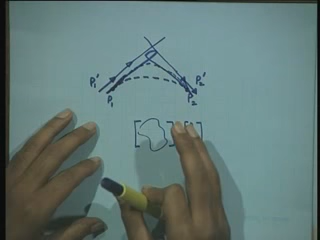 P₁' P₂'
P₁ P₂
[ ] [ ]